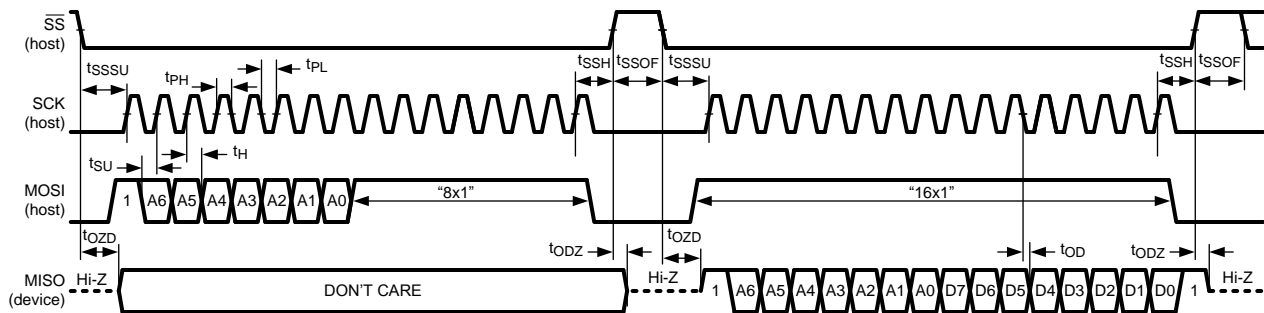 SS
(host)
tSSSU tPH tPL tSSH tSSOF tSSSU tSSH tSSOF
SCK
(host)
tSU tH
MOSI
(host)
1 A6 A5 A4 A3 A2 A1 A0 “8x1” “16x1”
tOZD tODZ tOZD tOD tODZ
MISO
(device)
Hi-Z DON'T CARE Hi-Z 1 A6 A5 A4 A3 A2 A1 A0 D7 D6 D5 D4 D3 D2 D1 D0 1 Hi-Z